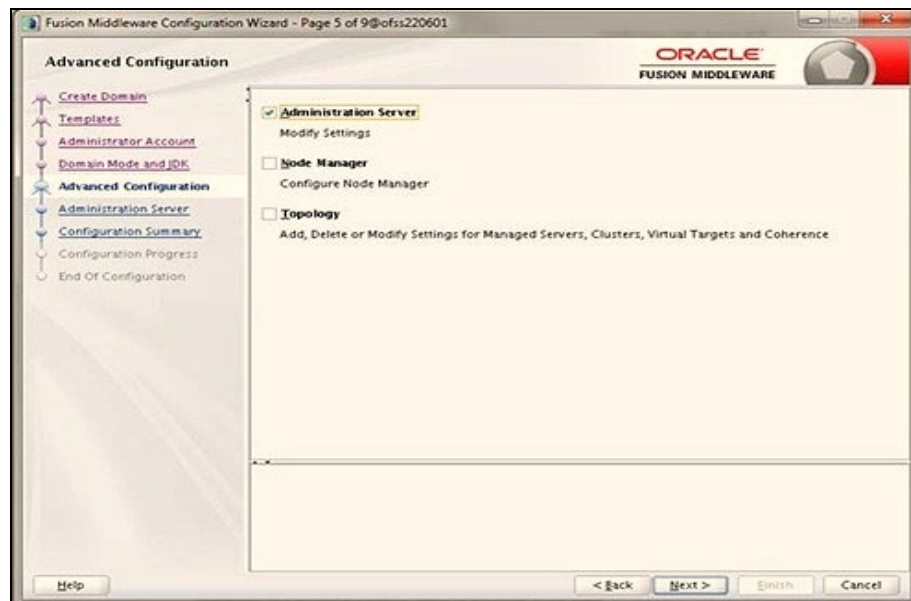 Fusion Middleware Configuration Wizard - Page 5 of 9@ofss220601
Advanced Configuration
ORACLE
FUSION MIDDLEWARE
Create Domain
Templates
Administrator Account
Domain Mode and JDK
Advanced Configuration
Administration Server
Configuration Summary
Configuration Progress
End Of Configuration
Administration Server
Modify Settings
Node Manager
Configure Node Manager
Topology
Add, Delete or Modify Settings for Managed Servers, Clusters, Virtual Targets and Coherence
Help
< Back
Next >
Finish
Cancel